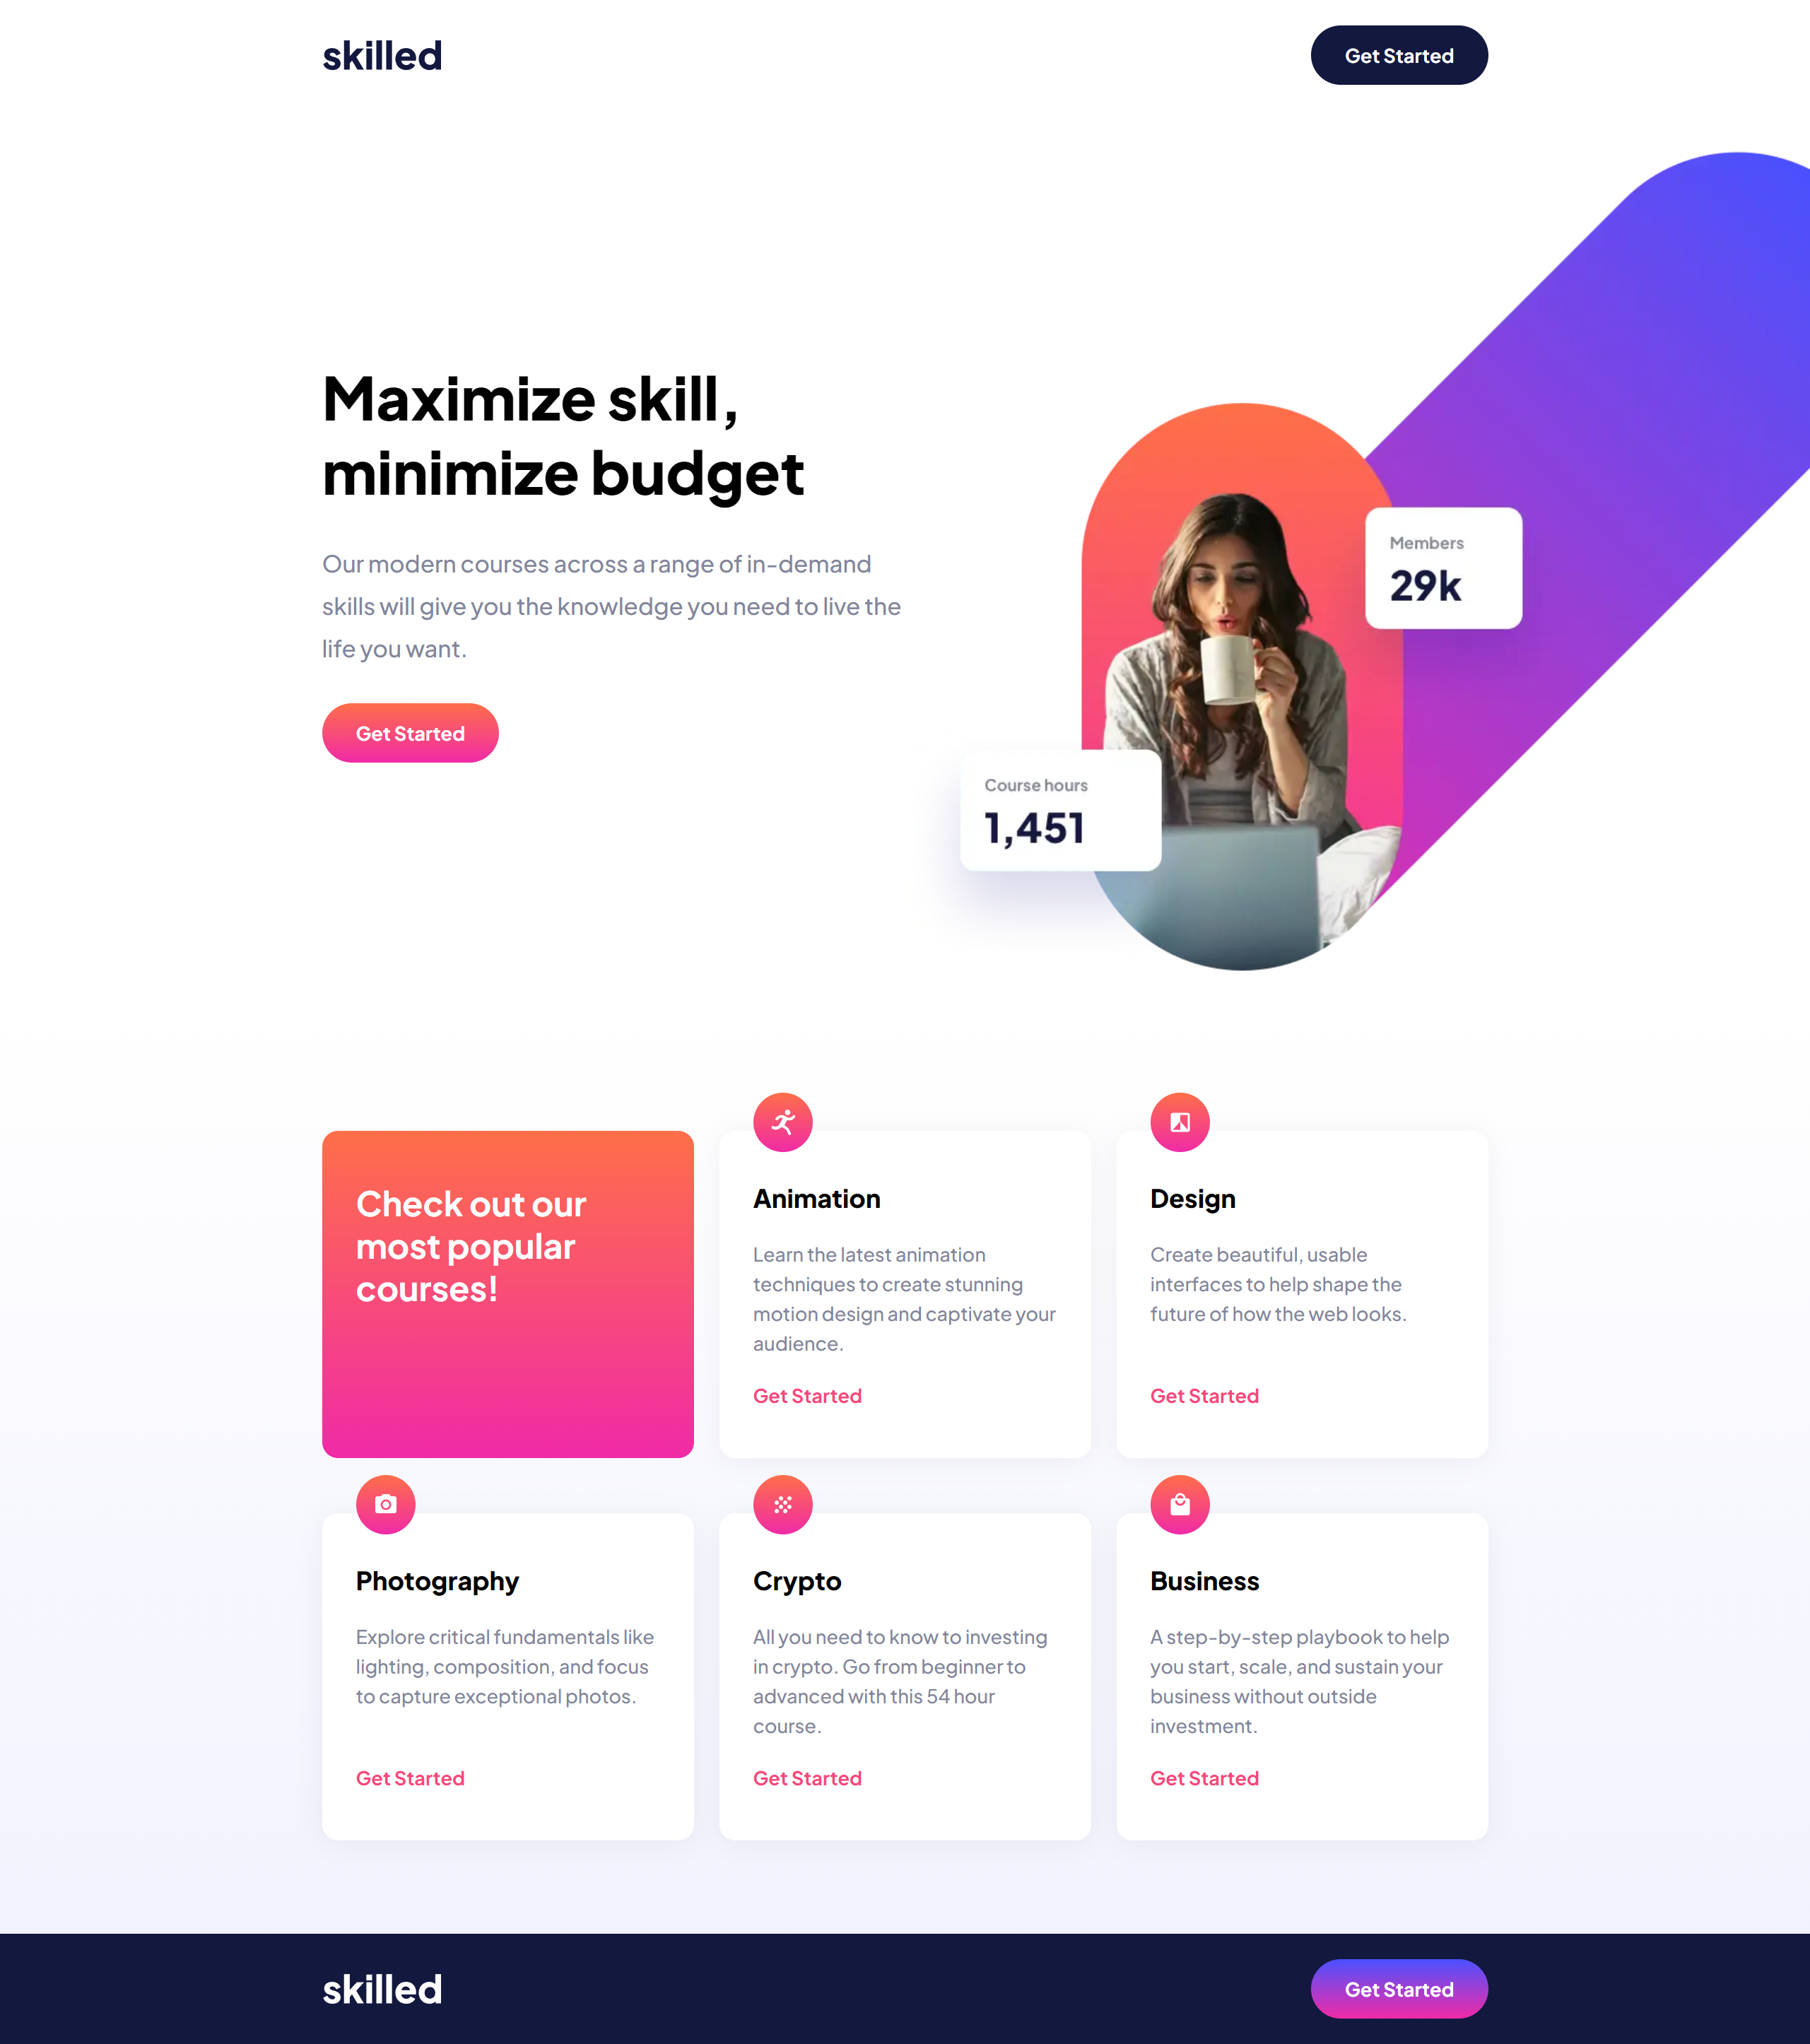 skilled
Get Started
Maximize skill,
minimize budget
Our modern courses across a range of in-demand
skills will give you the knowledge you need to live the
life you want.
Get Started
Members
29k
Course hours
1,451
Check out our
most popular
courses!
Animation
Learn the latest animation
techniques to create stunning
motion design and captivate your
audience.
Get Started
Design
Create beautiful, usable
interfaces to help shape the
future of how the web looks.
Get Started
Photography
Explore critical fundamentals like
lighting, composition, and focus
to capture exceptional photos.
Get Started
Crypto
All you need to know to investing
in crypto. Go from beginner to
advanced with this 54 hour
course.
Get Started
Business
A step-by-step playbook to help
you start, scale, and sustain your
business without outside
investment.
Get Started
skilled
Get Started